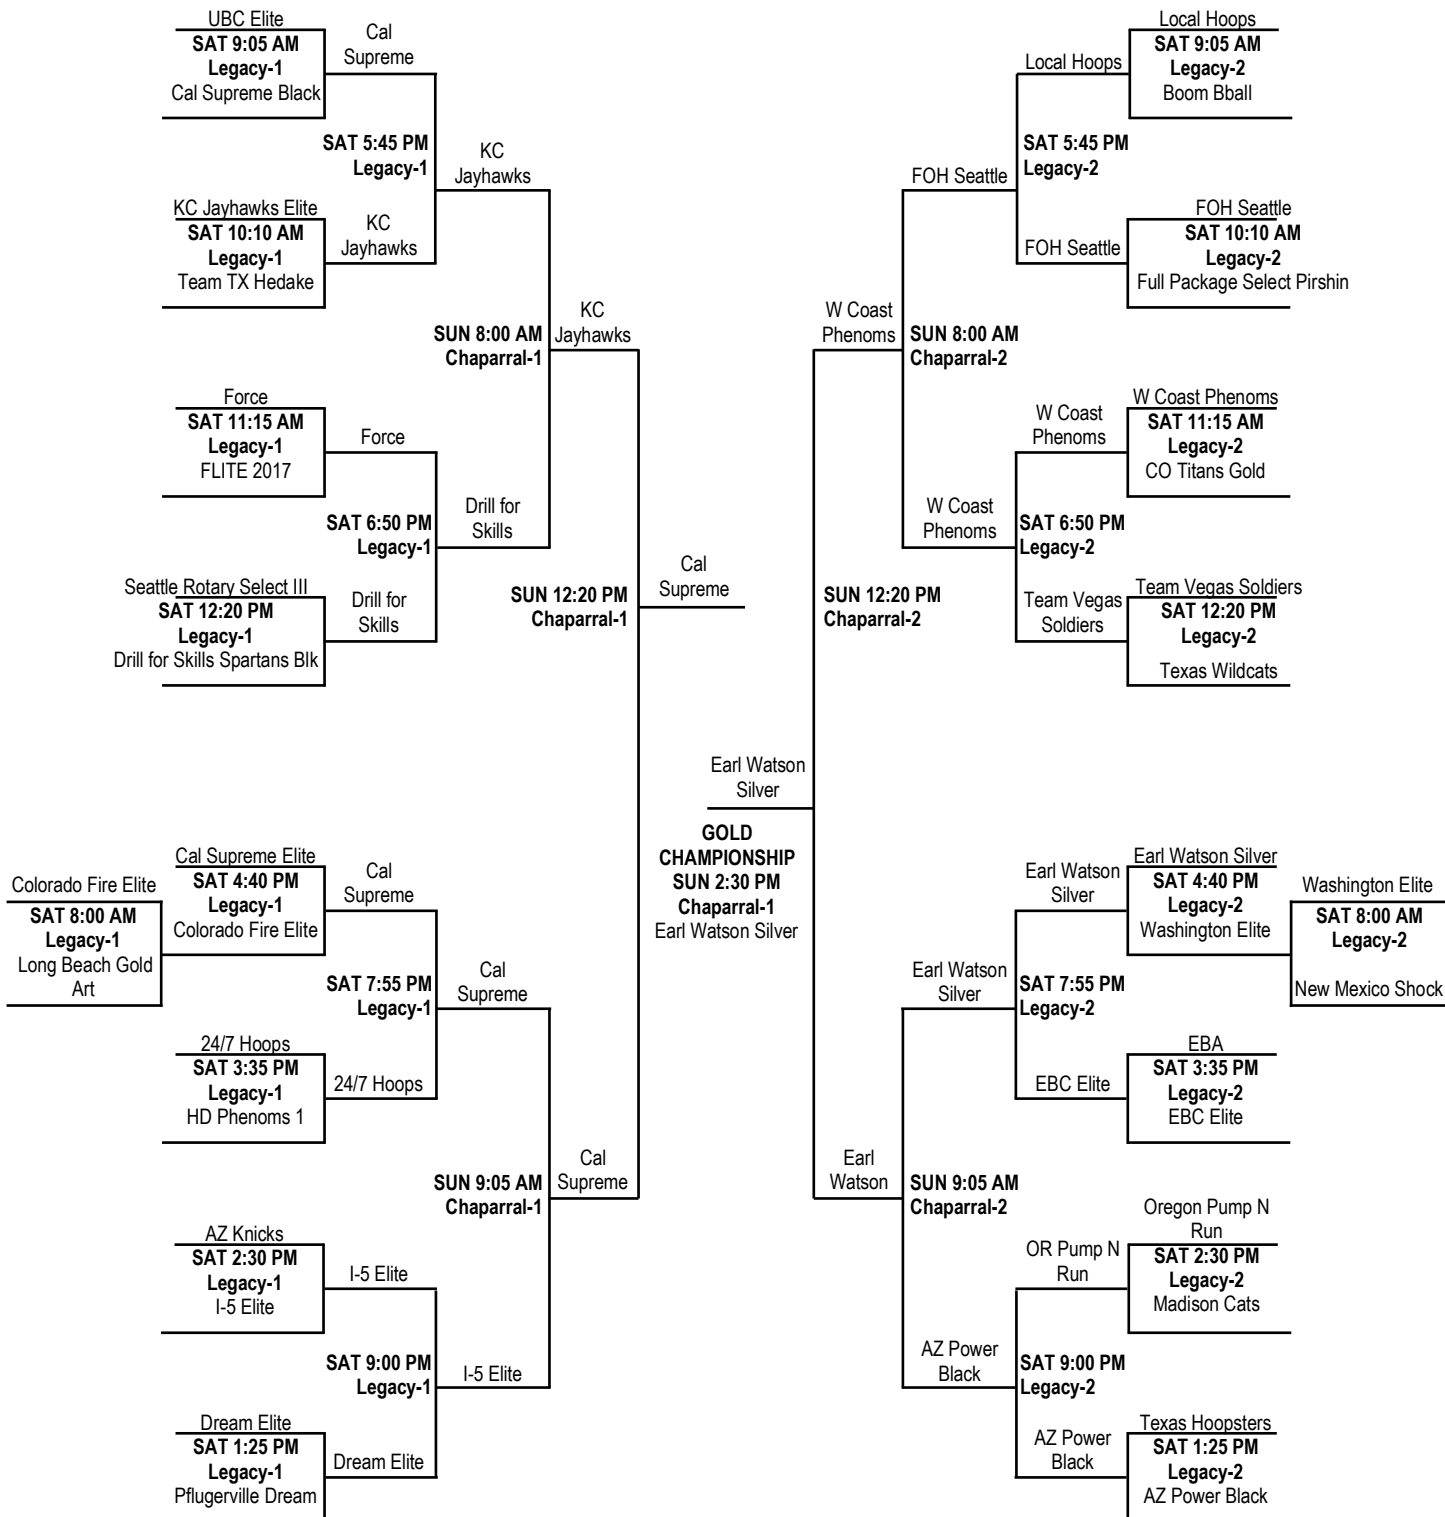 UBC Elite
SAT 9:05 AM
Legacy-1
Cal Supreme Black
Cal
Supreme
SAT 5:45 PM
Legacy-1
KC Jayhawks Elite
SAT 10:10 AM
Legacy-1
Team TX Hedake
KC
Jayhawks
KC
Jayhawks
SUN 8:00 AM
Chaparral-1
Force
SAT 11:15 AM
Legacy-1
FLITE 2017
Force
SAT 6:50 PM
Legacy-1
Seattle Rotary Select III
SAT 12:20 PM
Legacy-1
Drill for Skills Spartans Blk
Drill for
Skills
Drill for
Skills
KC
Jayhawks
SUN 12:20 PM
Chaparral-1
Cal
Supreme
Colorado Fire Elite
SAT 8:00 AM
Legacy-1
Long Beach Gold
Art
Cal Supreme Elite
SAT 4:40 PM
Legacy-1
Colorado Fire Elite
Cal
Supreme
SAT 7:55 PM
Legacy-1
24/7 Hoops
SAT 3:35 PM
Legacy-1
HD Phenoms 1
24/7 Hoops
Cal
Supreme
SUN 9:05 AM
Chaparral-1
Cal
Supreme
AZ Knicks
SAT 2:30 PM
Legacy-1
I-5 Elite
I-5 Elite
SAT 9:00 PM
Legacy-1
I-5 Elite
Dream Elite
SAT 1:25 PM
Legacy-1
Pflugerville Dream
Dream Elite
Earl Watson
Silver
GOLD
CHAMPIONSHIP
SUN 2:30 PM
Chaparral-1
Earl Watson Silver
Local Hoops
SAT 9:05 AM
Legacy-2
Boom Bball
Local Hoops
SAT 5:45 PM
Legacy-2
FOH Seattle
FOH Seattle
SAT 10:10 AM
Legacy-2
Full Package Select Pirshin
FOH Seattle
W Coast
Phenoms
SUN 8:00 AM
Chaparral-2
W Coast Phenoms
SAT 11:15 AM
Legacy-2
CO Titans Gold
W Coast
Phenoms
W Coast
Phenoms
SAT 6:50 PM
Legacy-2
Team Vegas Soldiers
SAT 12:20 PM
Legacy-2
Texas Wildcats
Team Vegas
Soldiers
SUN 12:20 PM
Chaparral-2
Earl Watson Silver
SAT 4:40 PM
Legacy-2
Washington Elite
Washington Elite
SAT 8:00 AM
Legacy-2
New Mexico Shock
Earl Watson
Silver
Earl Watson
Silver
SAT 7:55 PM
Legacy-2
EBA
SAT 3:35 PM
Legacy-2
EBC Elite
EBC Elite
Earl
Watson
SUN 9:05 AM
Chaparral-2
Oregon Pump N
Run
SAT 2:30 PM
Legacy-2
Madison Cats
OR Pump N
Run
AZ Power
Black
SAT 9:00 PM
Legacy-2
Texas Hoopsters
SAT 1:25 PM
Legacy-2
AZ Power Black
AZ Power
Black